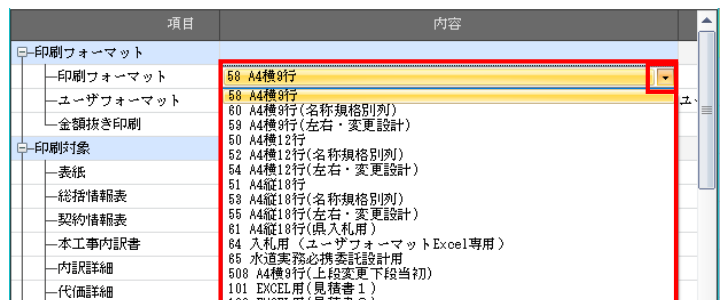 項目 内容
印刷フォーマット
印刷フォーマット 58 A4横9行
ユーザフォーマット 58 A4横9行 ユ
60 A4横9行(名称規格別列)
金額抜き印刷 59 A4横9行(左右・変更設計)
50 A4横12行
印刷対象 52 A4横12行(名称規格別列)
表紙 54 A4横12行(左右・変更設計)
51 A4縦18行
総括情報表 53 A4縦18行(名称規格別列)
55 A4縦18行(左右・変更設計)
契約情報表 61 A4縦18行(県入札用)
本工事内訳書 64 入札用(ユーザフォーマットExcel専用)
65 水道実務必携委託設計用
内訳詳細 508 A4横9行(上段変更下段当初)
代価詳細 101 EXCEL用(見積書1)